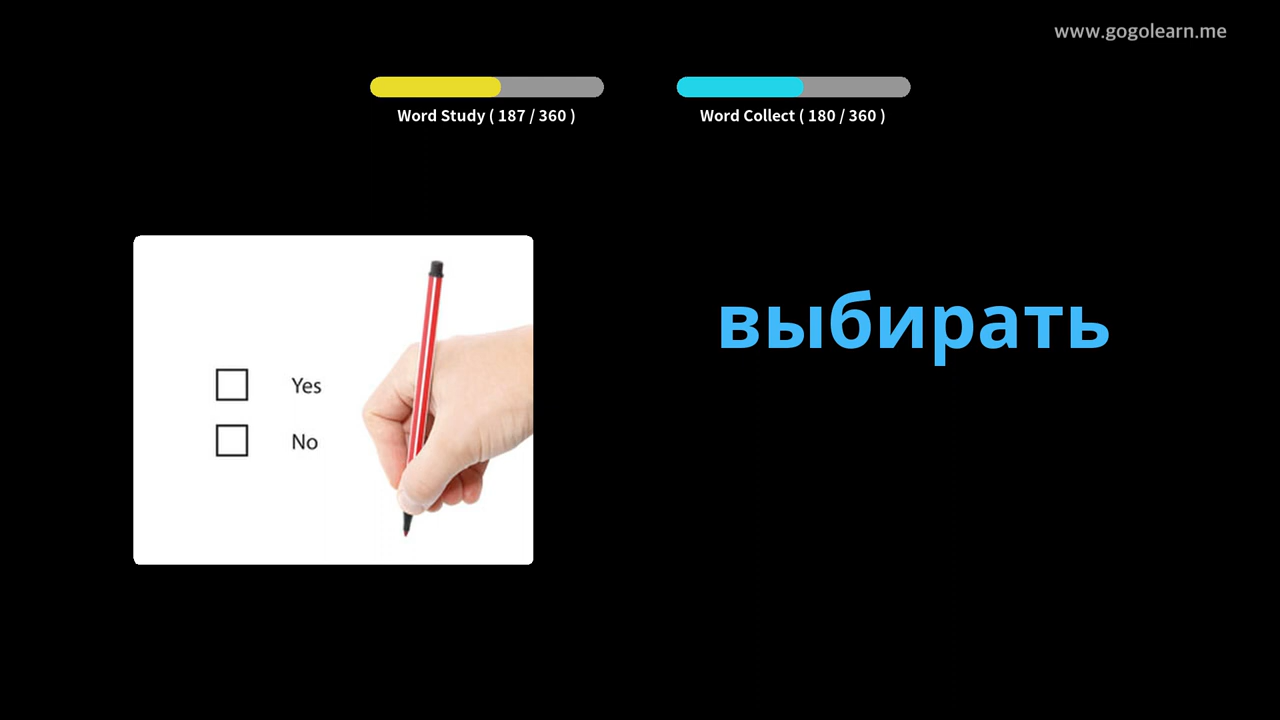 www.gogolearn.me
Word Study ( 187 / 360 )
Word Collect ( 180 / 360 )
выбирать
Yes
No